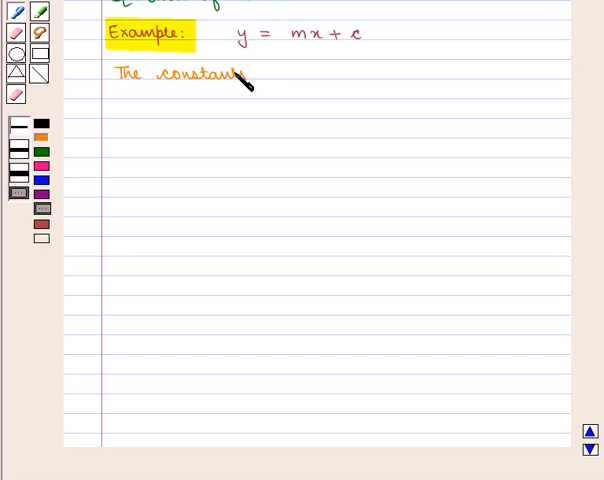 Example: y = mx + c
The constant